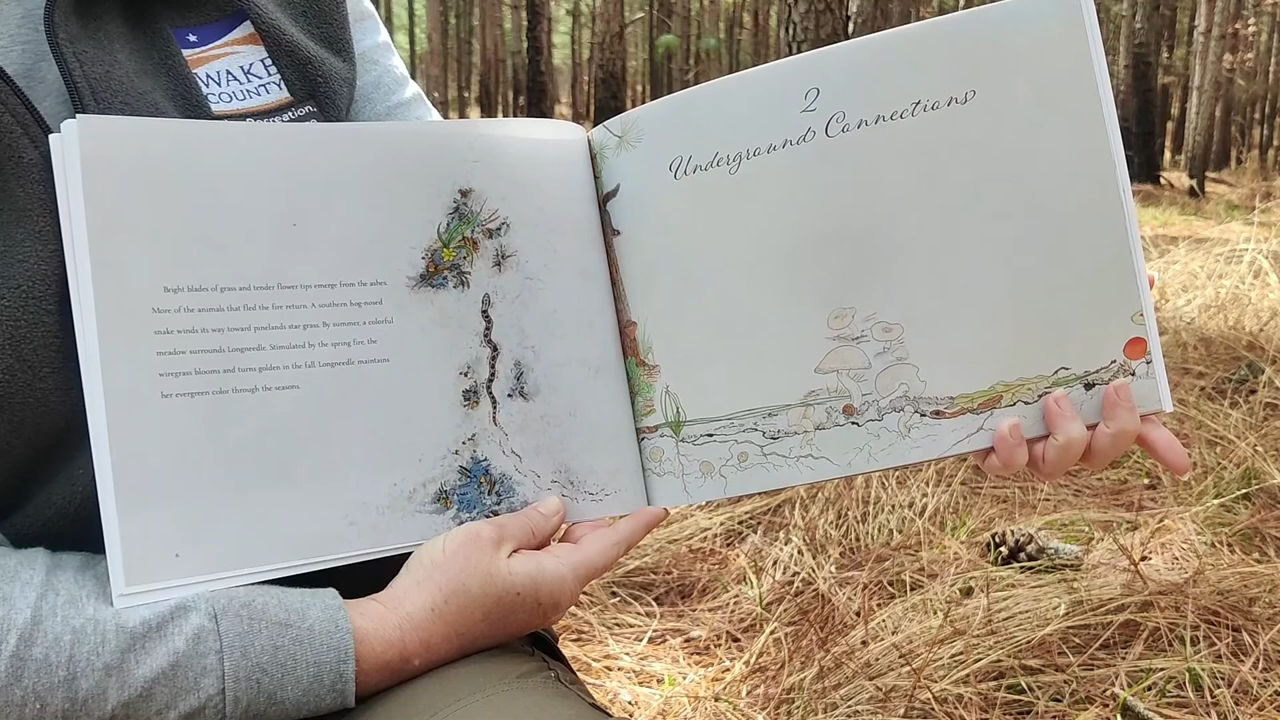 WAKE
COUNTY
Recreation,
Bright blades of grass and tender flower tips emerge from the ashes.
More of the animals that fled the fire return. A southern hog-nosed
snake winds its way toward pinelands star grass. By summer, a colorful
meadow surrounds Longneedle. Stimulated by the spring fire, the
wiregrass blooms and turns golden in the fall. Longneedle maintains
her evergreen color through the seasons.
2
Underground Connections